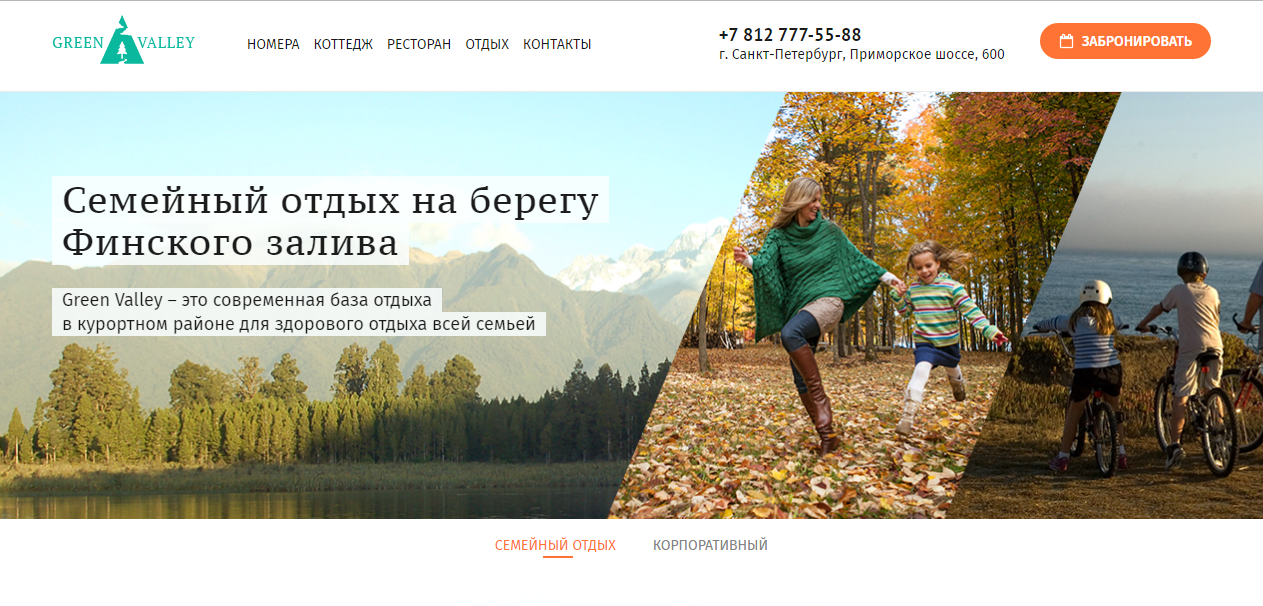 GREEN VALLEY
НОМЕРА КОТТЕДЖ РЕСТОРАН ОТДЫХ КОНТАКТЫ
+7 812 777-55-88
г. Санкт-Петербург, Приморское шоссе, 600
ЗАБРОНИРОВАТЬ
Семейный отдых на берегу
Финского залива
Green Valley – это современная база отдыха
в курортном районе для здорового отдыха всей семьей
СЕМЕЙНЫЙ ОТДЫХ КОРПОРАТИВНЫЙ